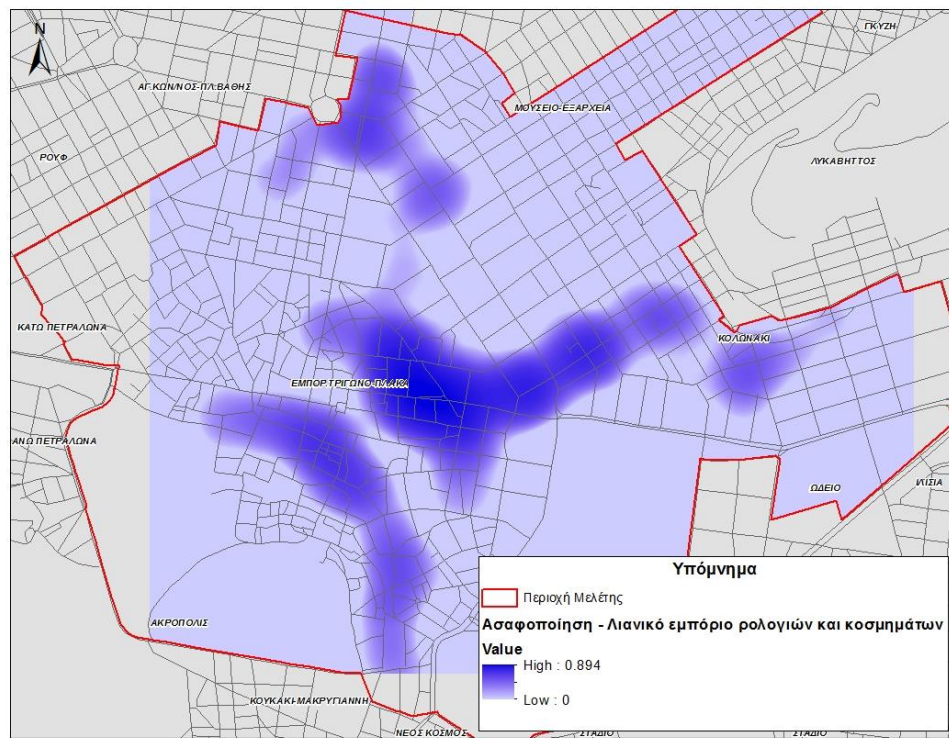 N
ΓΚΥΖΗ
ΑΓ.ΚΩΝ/ΝΟΣ-ΠΛ.ΒΑΘΗΣ
ΜΟΥΣΕΙΟ-ΕΞΑΡΧΕΙΑ
ΡΟΥΦ
ΛΥΚΑΒΗΤΤΟΣ
ΚΑΤΩ ΠΕΤΡΑΛΩΝΑ
ΚΟΛΩΝΑΚΙ
ΕΜΠΟΡ.ΤΡΙΓΩΝΟ-ΠΛΑΚΑ
ΑΝΩ ΠΕΤΡΑΛΩΝΑ
ΩΔΕΙΟ
ΙΛΙΣΙΑ
Υπόμνημα
Περιοχή Μελέτης
Ασαφοποίηση - Λιανικό εμπόριο ρολογιών και κοσμημάτων
Value
High : 0.894
Low : 0
ΑΚΡΟΠΟΛΙΣ
ΚΟΥΚΑΚΙ-ΜΑΚΡΥΓΙΑΝΝΗ
ΝΕΟΣ ΚΟΣΜΟΣ
ΣΤΑΔΙΟ
ΣΤΑΔΙΟ